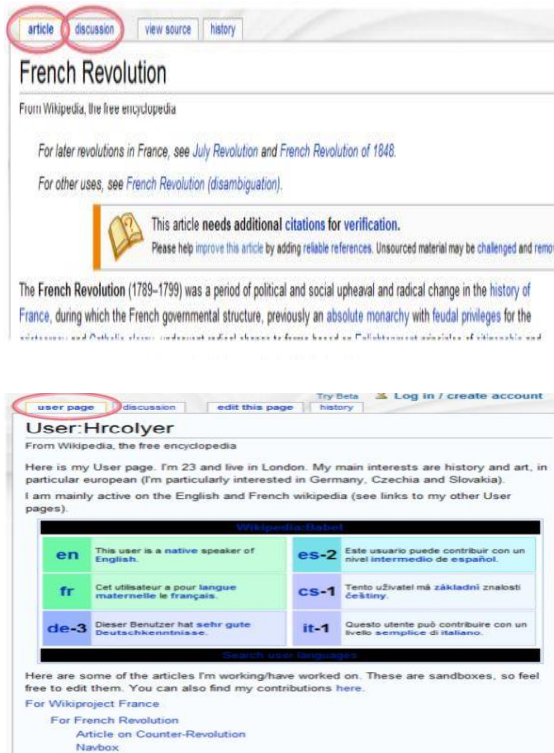 article discussion view source history
French Revolution
From Wikipedia, the free encyclopedia
For later revolutions in France, see July Revolution and French Revolution of 1848.
For other uses, see French Revolution (disambiguation).
This article needs additional citations for verification.
Please help improve this article by adding reliable references. Unsourced material may be challenged and remo
The French Revolution (1789–1799) was a period of political and social upheaval and radical change in the history of
France, during which the French governmental structure, previously an absolute monarchy with feudal privileges for the
Try Beta Log in / create account
user page discussion edit this page history
User:Hrcolyer
From Wikipedia, the free encyclopedia
Here is my User page. I'm 23 and live in London. My main interests are history and art, in
particular european (I'm particularly interested in Germany, Czechia and Slovakia).
I am mainly active on the English and French wikipedia (see links to my other User
pages).
Wikipedia:Babel
en This user is a native speaker of
English.
es-2 Este usuario puede contribuir con un
nivel intermedio de español.
fr Cet utilisateur a pour langue
maternelle le français.
cs-1 Tento uživatel má základní znalosti
češtiny.
de-3 Dieser Benutzer hat sehr gute
Deutschkenntnisse.
it-1 Questo utente può contribuire con un
livello semplice di italiano.
Search user languages
Here are some of the articles I'm working/have worked on. These are sandboxes, so feel
free to edit them. You can also find my contributions here.
For Wikiproject France
For French Revolution
Article on Counter-Revolution
Navbox